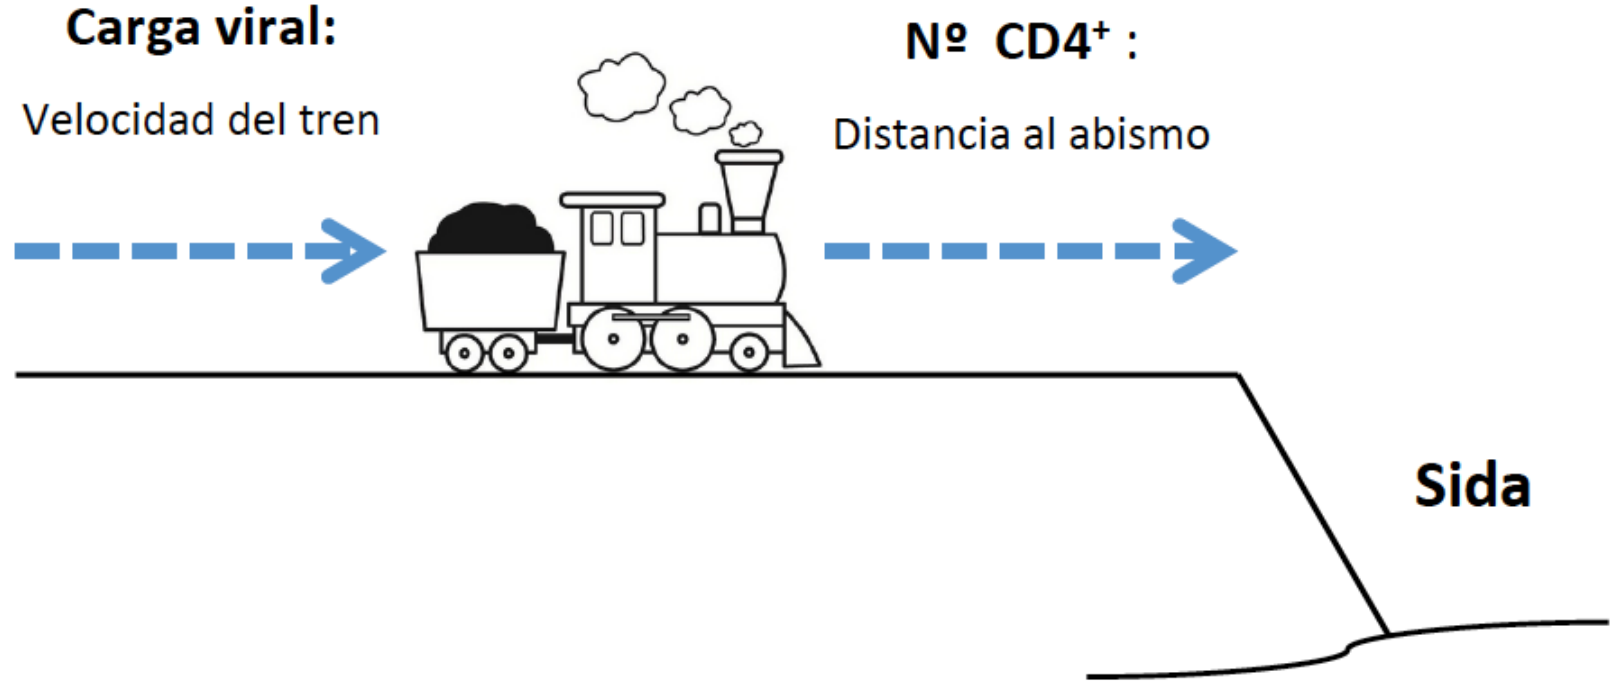 Carga viral:
Velocidad del tren
Nº CD4⁺ :
Distancia al abismo
Sida